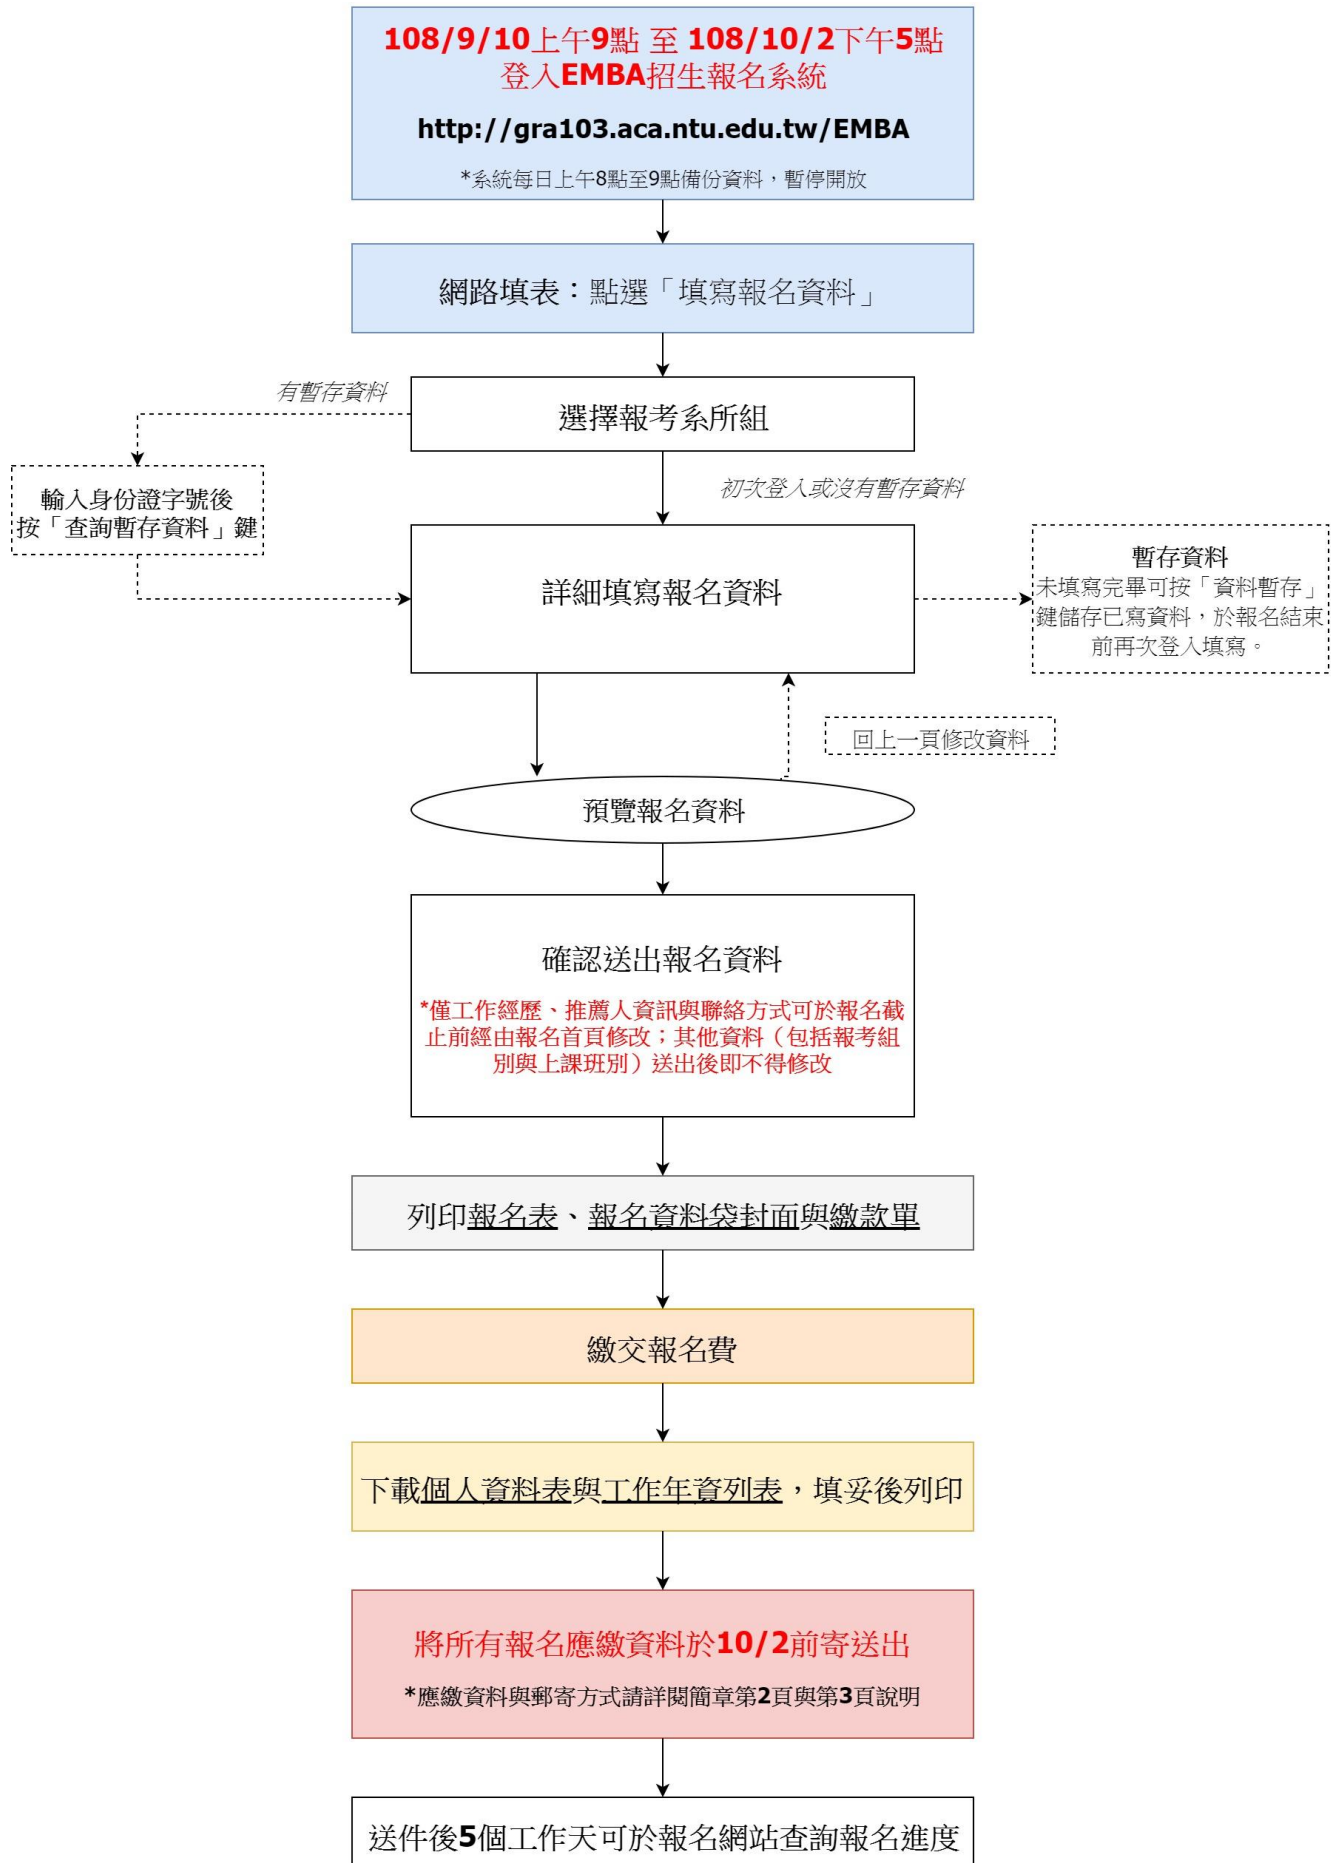 108/9/10上午9點 至 108/10/2下午5點
登入EMBA招生報名系統
http://gra103.aca.ntu.edu.tw/EMBA
*系統每日上午8點至9點備份資料，暫停開放
網路填表：點選「填寫報名資料」
有暫存資料
選擇報考系所組
輸入身份證字號後
按「查詢暫存資料」鍵
初次登入或沒有暫存資料
詳細填寫報名資料
暫存資料
未填寫完畢可按「資料暫存」
鍵儲存已寫資料，於報名結束
前再次登入填寫。
回上一頁修改資料
預覽報名資料
確認送出報名資料
*僅工作經歷、推薦人資訊與聯絡方式可於報名截
止前經由報名首頁修改；其他資料（包括報考組
別與上課班別）送出後即不得修改
列印報名表、報名資料袋封面與繳款單
繳交報名費
下載個人資料表與工作年資列表，填妥後列印
將所有報名應繳資料於10/2前寄送出
*應繳資料與郵寄方式請詳閱簡章第2頁與第3頁說明
送件後5個工作天可於報名網站查詢報名進度